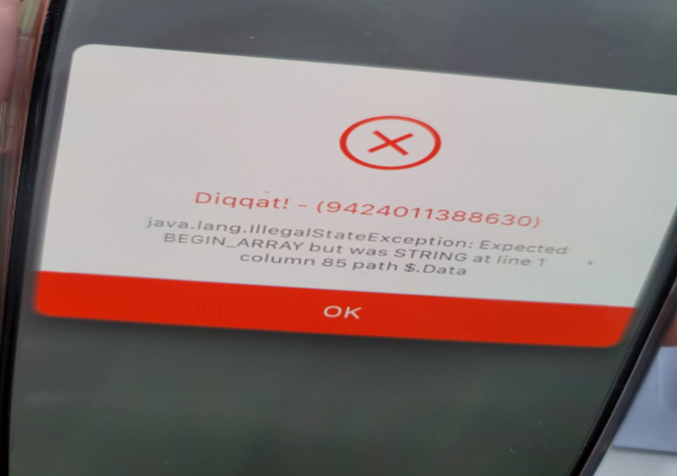 Diqqat! - (9424011388630)
java.lang.IllegalStateException: Expected
BEGIN_ARRAY but was STRING at line 1
column 85 path $.Data
OK